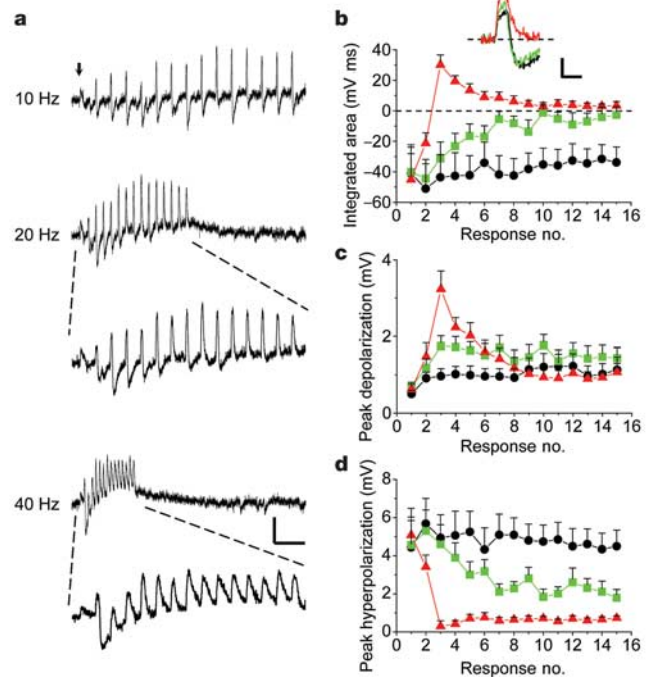 a
10 Hz
20 Hz
40 Hz
b
Integrated area (mV ms)
40
20
0
–20
–40
–60
0 2 4 6 8 10 12 14 16
Response no.
c
Peak depolarization (mV)
4
2
0
0 2 4 6 8 10 12 14 16
Response no.
d
Peak hyperpolarization (mV)
8
6
4
2
0
0 2 4 6 8 10 12 14 16
Response no.